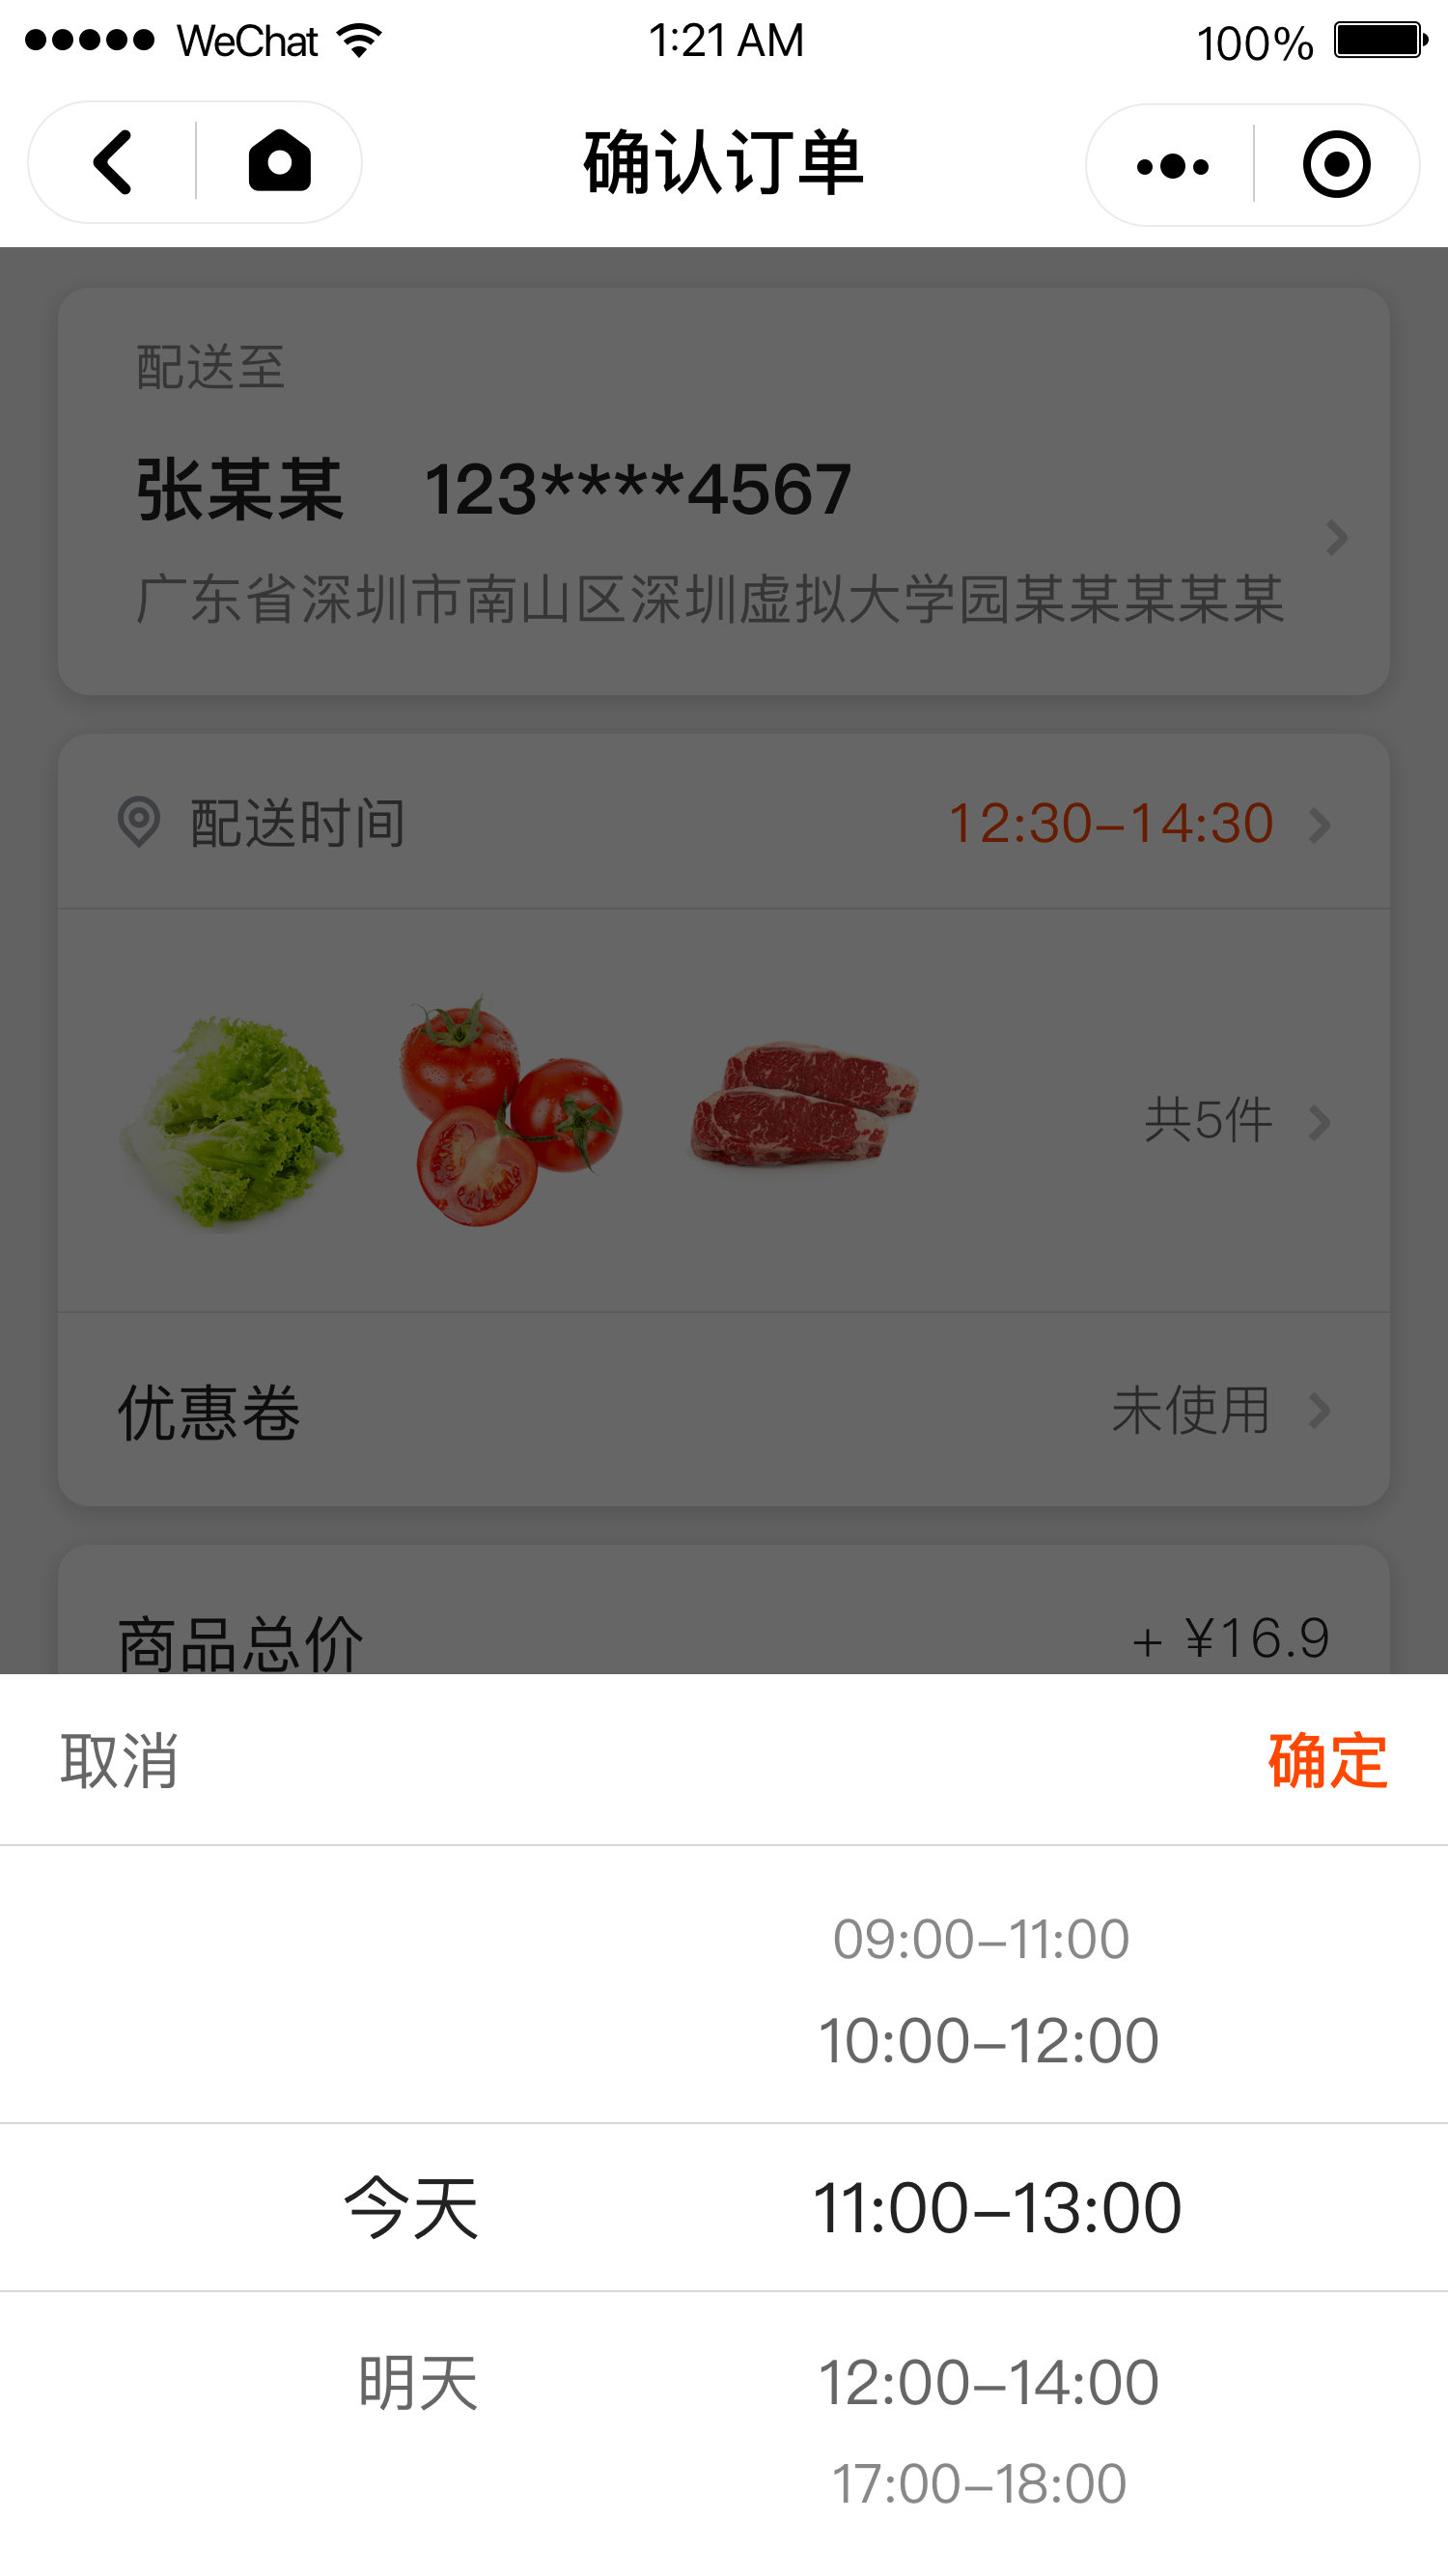 WeChat 1:21 AM 100%
确认订单
配送至
张某某 123****4567
广东省深圳市南山区深圳虚拟大学园某某某某某
配送时间 12:30-14:30
共5件
优惠卷 未使用
商品总价 + ¥16.9
取消 确定
09:00-11:00
10:00-12:00
今天 11:00-13:00
明天 12:00-14:00
17:00-18:00